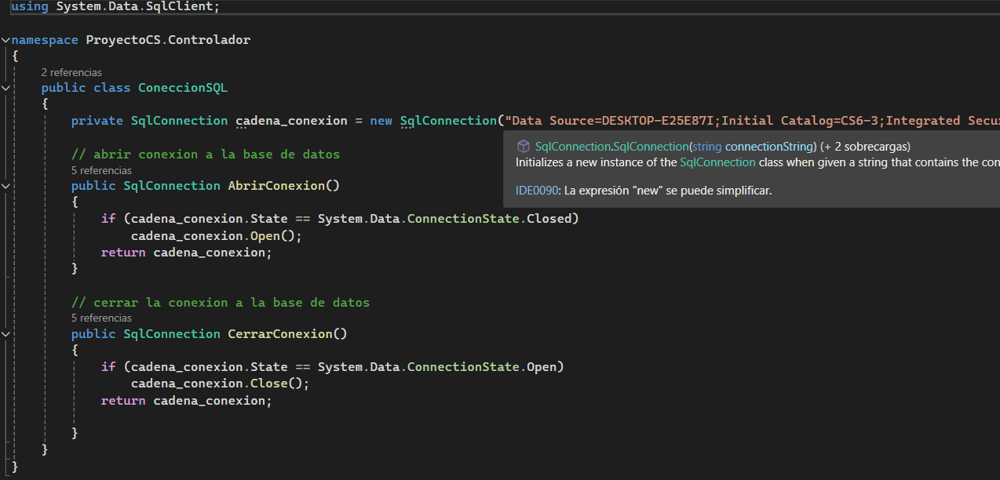 using System.Data.SqlClient;
namespace ProyectoCS.Controlador
{
2 referencias
public class ConeccionSQL
{
private SqlConnection cadena_conexion = new SqlConnection("Data Source=DESKTOP-E25E87I;Initial Catalog=CS6-3;Integrated Secu
SqlConnection.SqlConnection(string connectionString) (+ 2 sobrecargas)
Initializes a new instance of the SqlConnection class when given a string that contains the con
IDE0090: La expresión "new" se puede simplificar.
// abrir conexion a la base de datos
5 referencias
public SqlConnection AbrirConexion()
{
if (cadena_conexion.State == System.Data.ConnectionState.Closed)
cadena_conexion.Open();
return cadena_conexion;
}
// cerrar la conexion a la base de datos
5 referencias
public SqlConnection CerrarConexion()
{
if (cadena_conexion.State == System.Data.ConnectionState.Open)
cadena_conexion.Close();
return cadena_conexion;
}
}
}